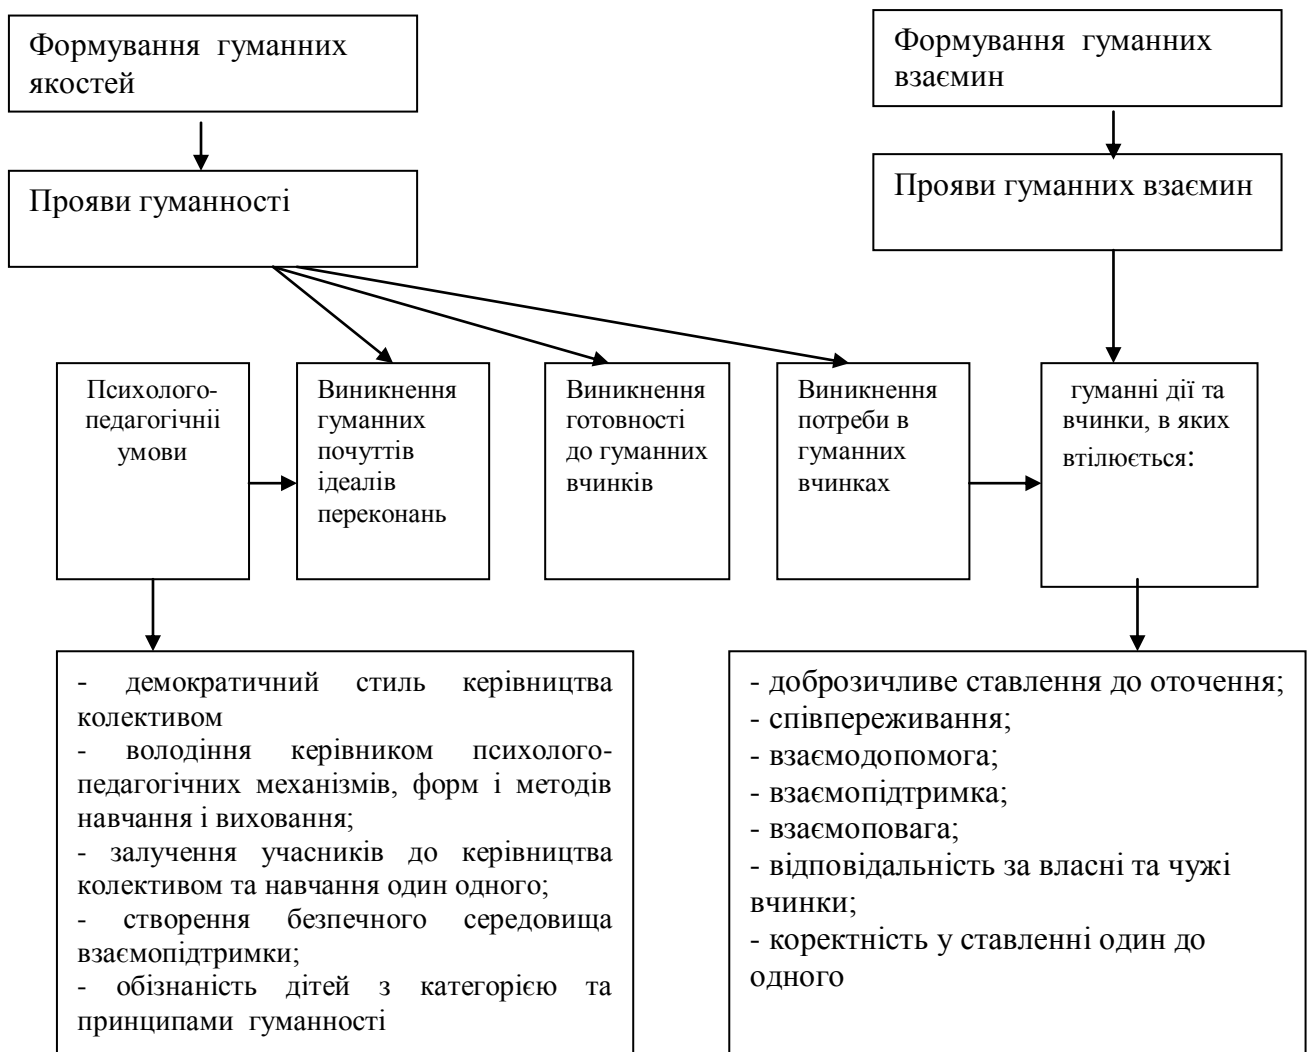 Формування гуманних
якостей
Формування гуманних
взаємин
Прояви гуманності
Прояви гуманних взаємин
Психолого-
педагогічніі
умови
Виникнення
гуманних
почуттів
ідеалів
переконань
Виникнення
готовності
до гуманних
вчинків
Виникнення
потреби в
гуманних
вчинках
гуманні дії та
вчинки, в яких
втілюється:
- демократичний стиль керівництва
колективом
- володіння керівником психолого-
педагогічних механізмів, форм і методів
навчання і виховання;
- залучення учасників до керівництва
колективом та навчання один одного;
- створення безпечного середовища
взаємопідтримки;
- обізнаність дітей з категорією та
принципами гуманності
- доброзичливе ставлення до оточення;
- співпереживання;
- взаємодопомога;
- взаємопідтримка;
- взаємоповага;
- відповідальність за власні та чужі
вчинки;
- коректність у ставленні один до
одного